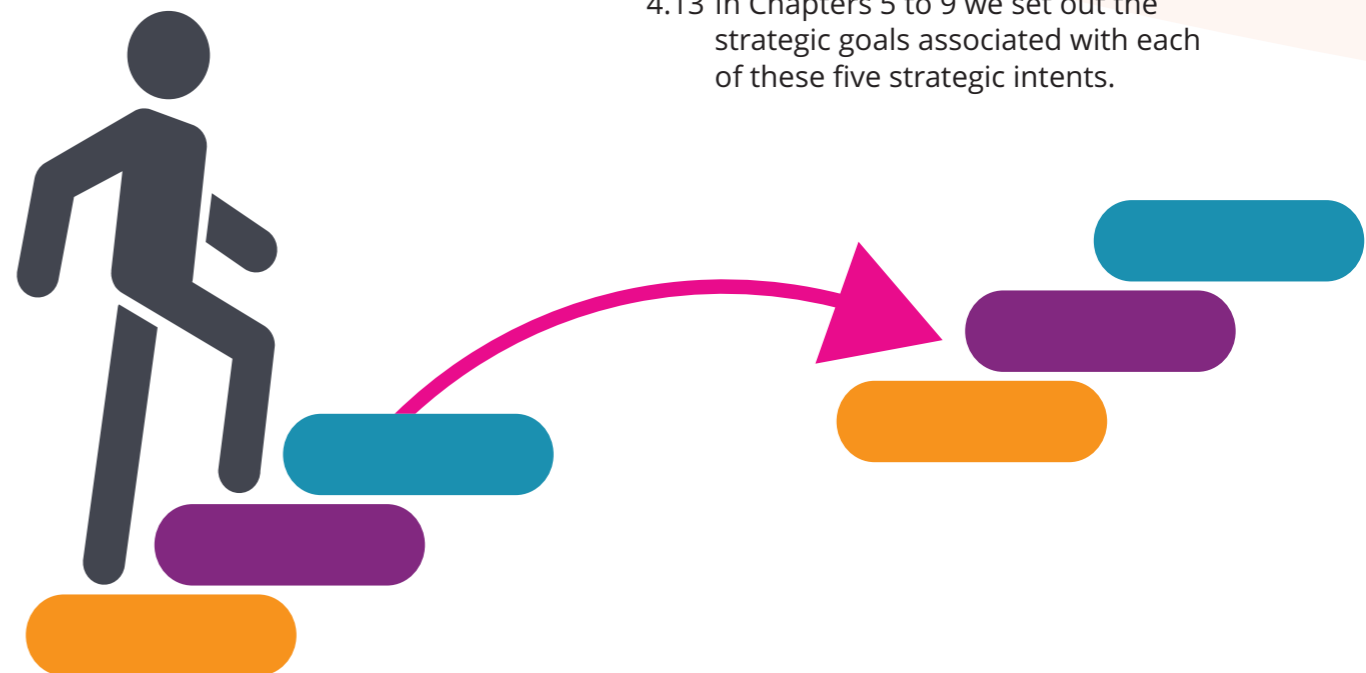 4.13 In Chapters 5 to 9 we set out the
strategic goals associated with each
of these five strategic intents.